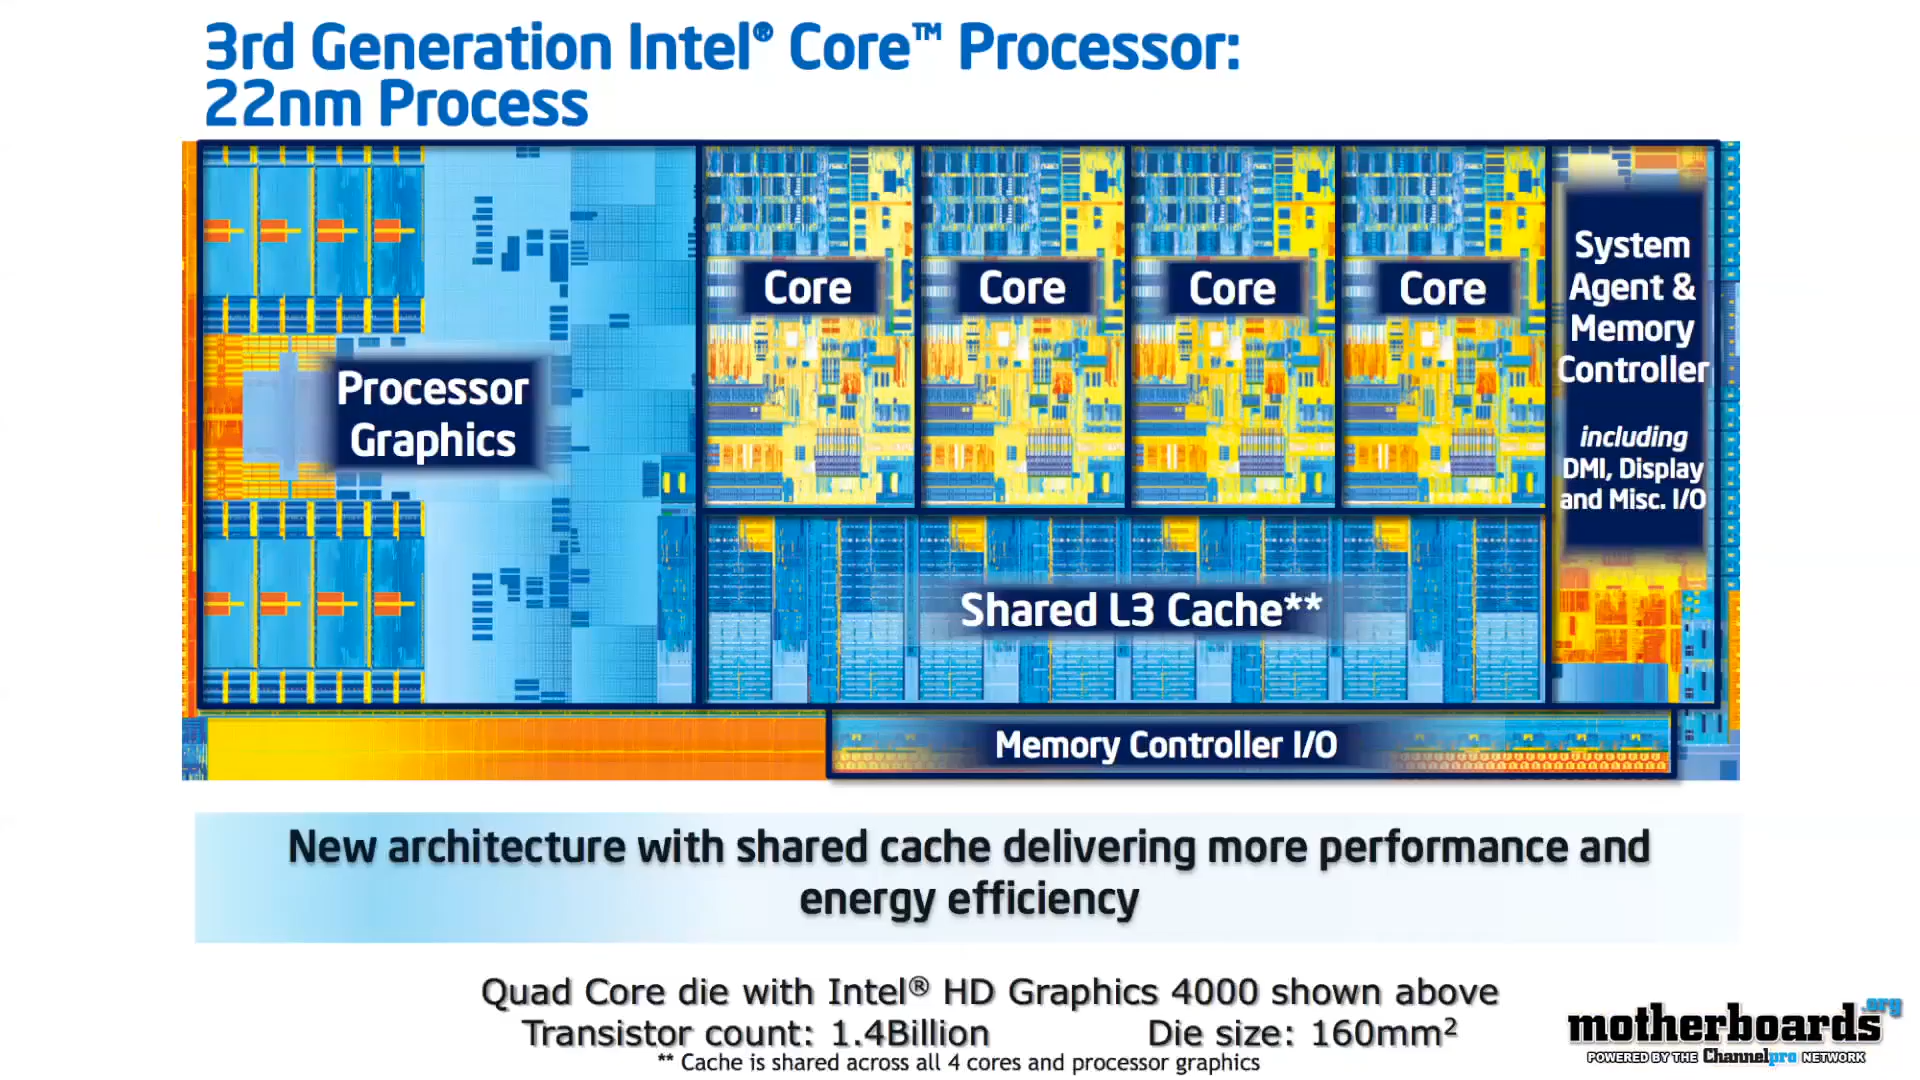 3rd Generation Intel® Core™ Processor:
22nm Process
Processor
Graphics
Core
Core
Core
Core
System
Agent &
Memory
Controller
including
DMI, Display
and Misc. I/O
Shared L3 Cache**
Memory Controller I/O
New architecture with shared cache delivering more performance and
energy efficiency
Quad Core die with Intel® HD Graphics 4000 shown above
Transistor count: 1.4Billion Die size: 160mm²
** Cache is shared across all 4 cores and processor graphics
motherboards.org
POWERED BY THE Channelpro NETWORK